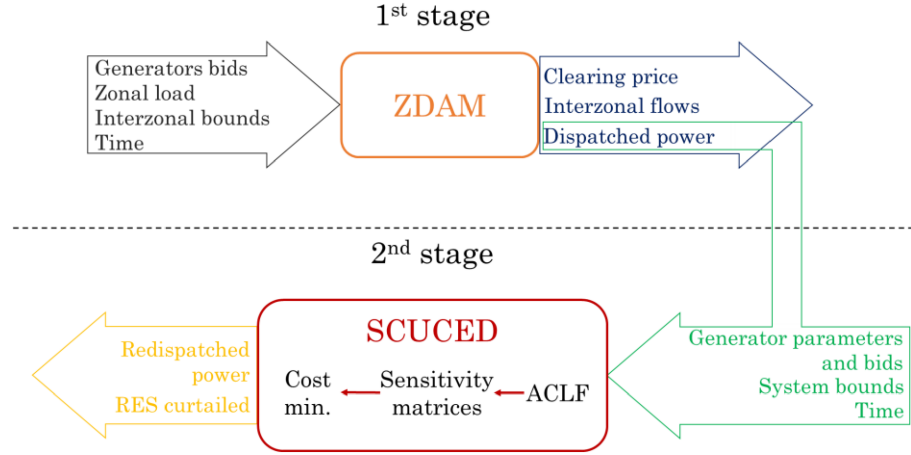 1st stage
Generators bids
Zonal load
Interzonal bounds
Time
ZDAM
Clearing price
Interzonal flows
Dispatched power
2nd stage
SCUCED
Cost
min.
Sensitivity
matrices
ACLF
Redispatched
power
RES curtailed
Generator parameters
and bids
System bounds
Time